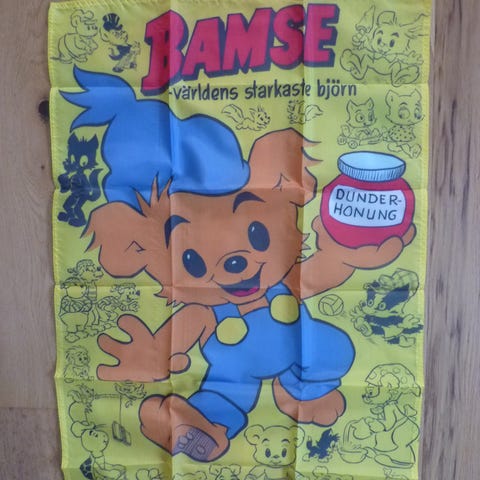 BAMSE
-världens starkaste björn
DUNDER-
HONUNG